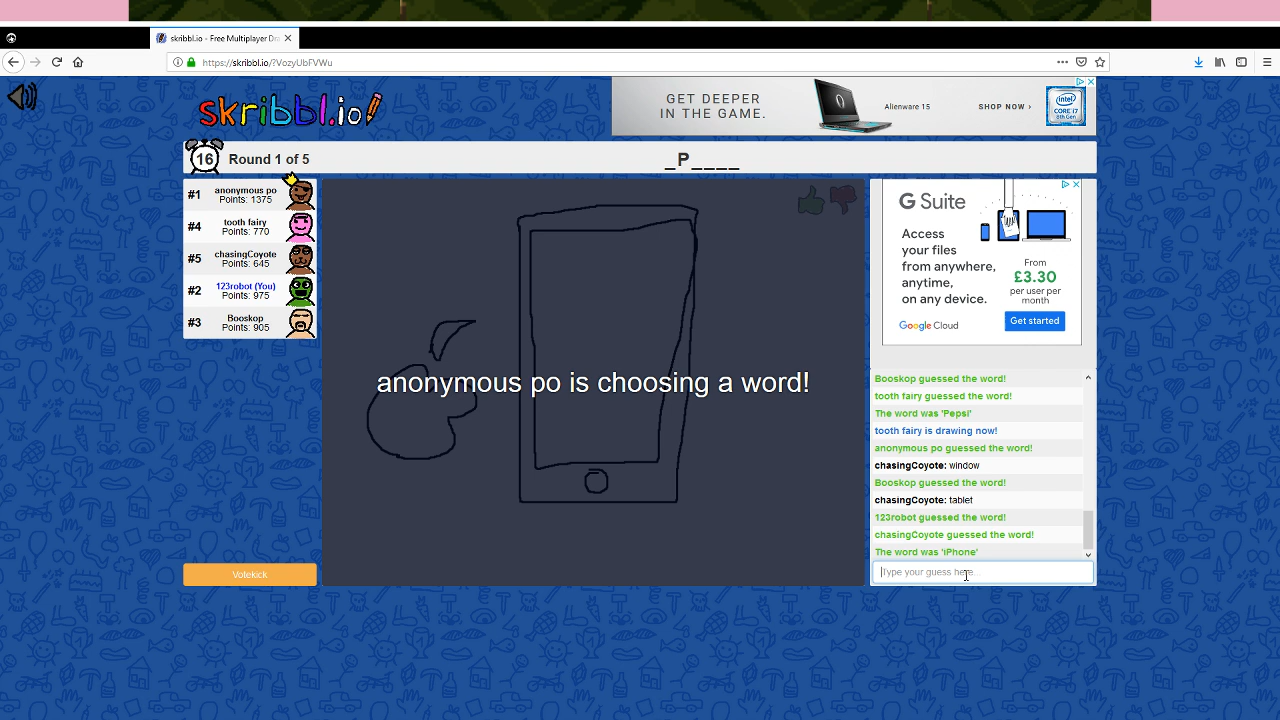 skribbl.io - Free Multiplayer Dra
https://skribbl.io/?VozyUbFVWu
skribbl.io
GET DEEPER
IN THE GAME.
Alienware 15
SHOP NOW ›
intel
CORE i7
8th Gen
16
Round 1 of 5
_P____
#1
anonymous po
Points: 1375
#4
tooth fairy
Points: 770
#5
chasingCoyote
Points: 645
#2
123robot (You)
Points: 975
#3
Booskop
Points: 905
Votekick
anonymous po is choosing a word!
G Suite
Access
your files
from anywhere,
anytime,
on any device.
From
£3.30
per user per
month
Google Cloud
Get started
Booskop guessed the word!
tooth fairy guessed the word!
The word was 'Pepsi'
tooth fairy is drawing now!
anonymous po guessed the word!
chasingCoyote: window
Booskop guessed the word!
chasingCoyote: tablet
123robot guessed the word!
chasingCoyote guessed the word!
The word was 'iPhone'
Type your guess here...